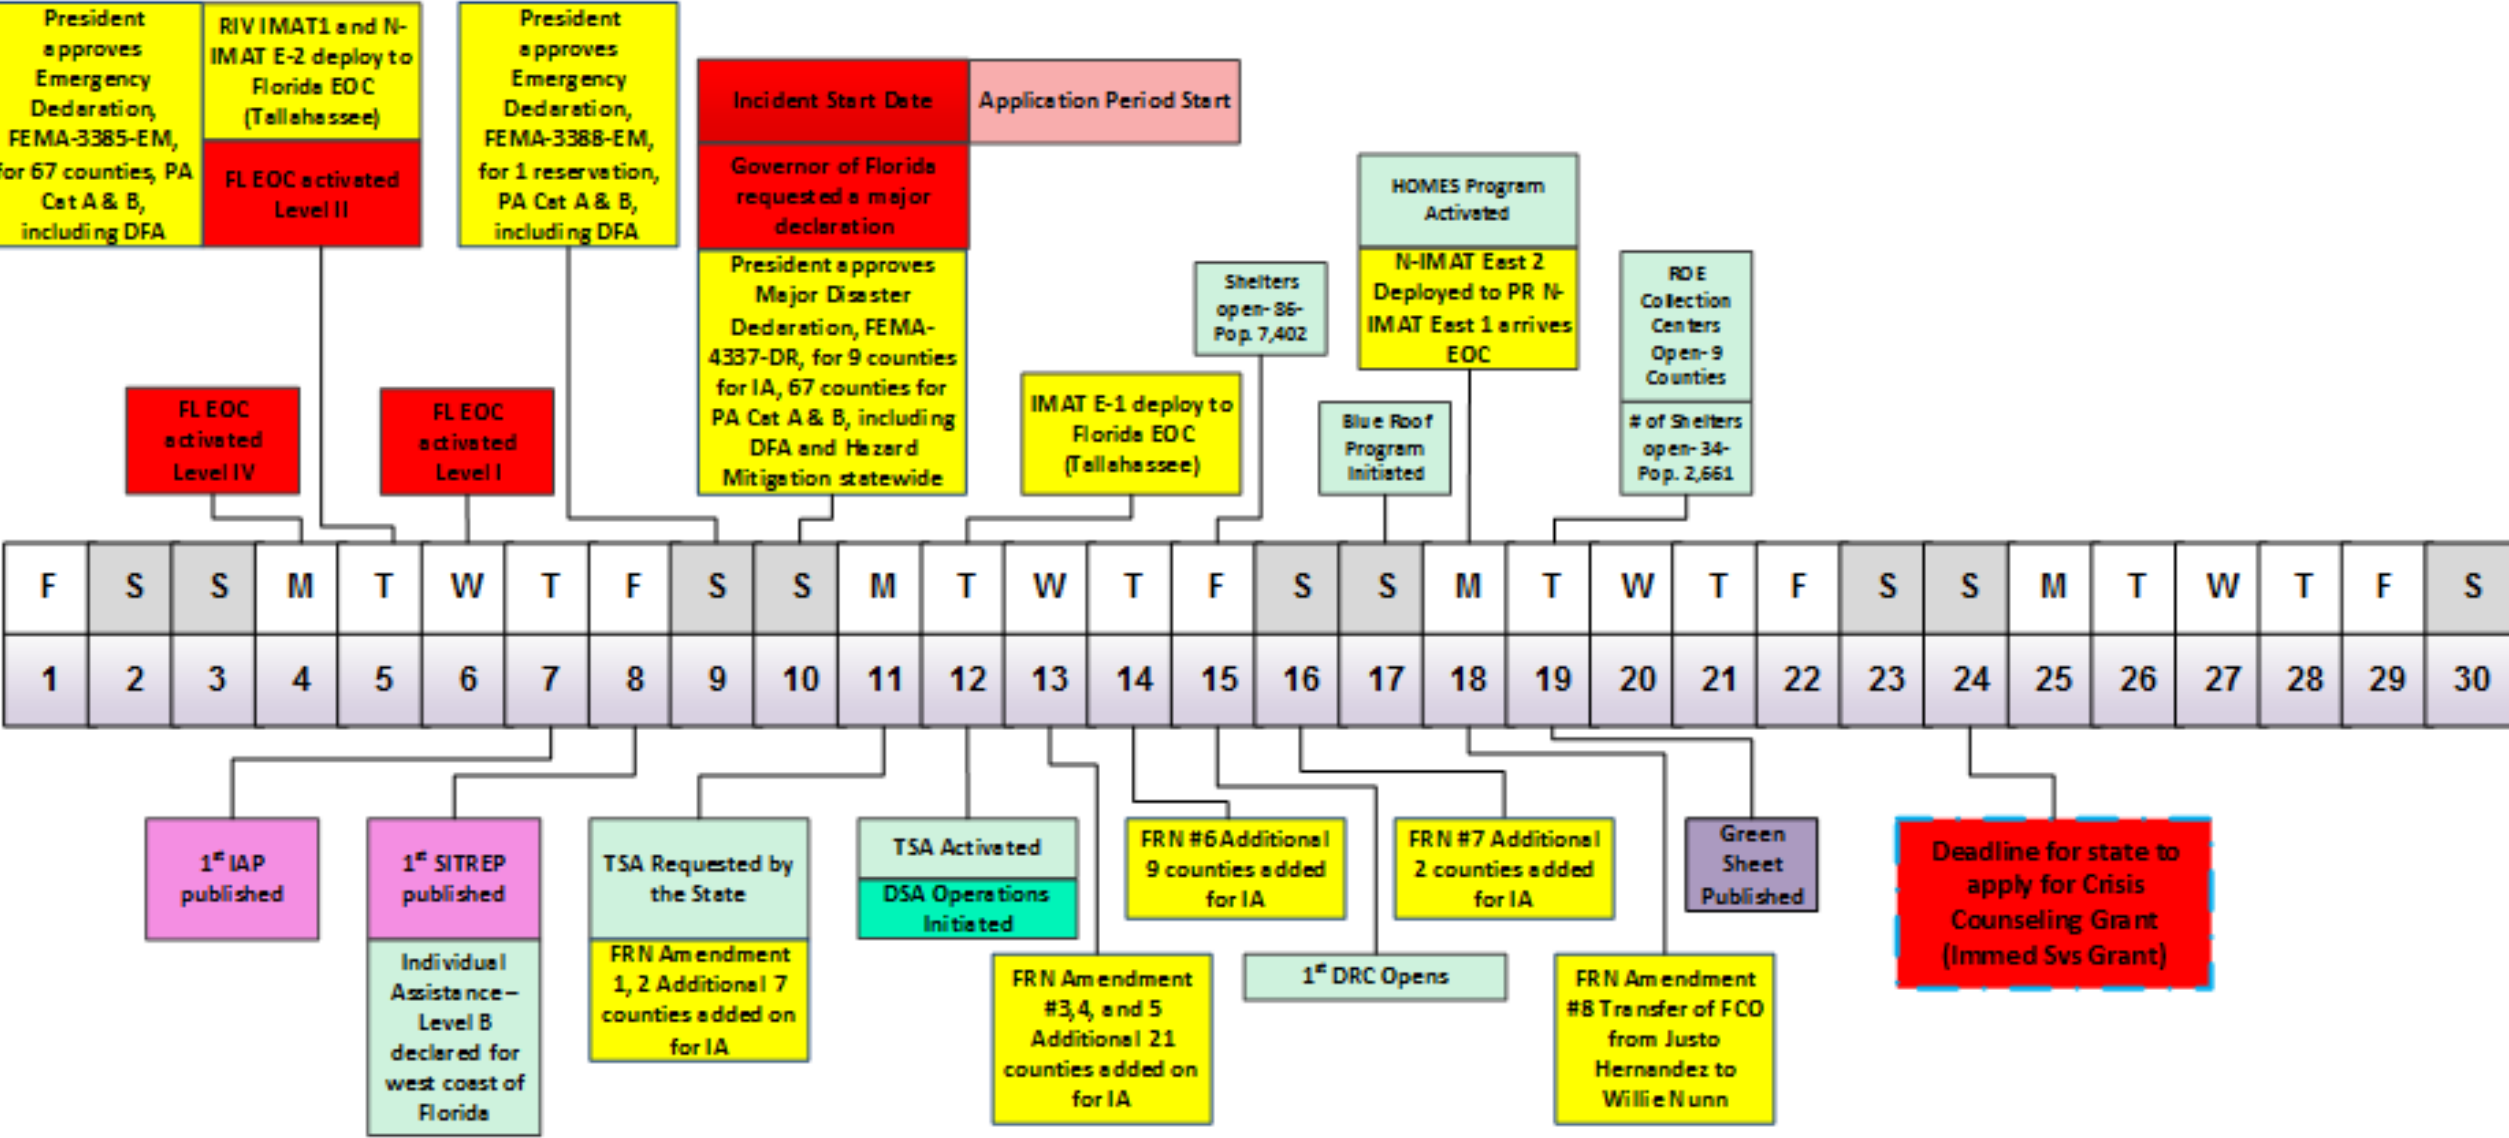 President
approves
Emergency
Dedaration,
FEMA-3385-EM,
for 67 counties, PA
Cat A & B,
including DFA
RIV IMAT1 and N-
IMAT E-2 deploy to
Florida EOC
(Tallahassee)
FL EOC activated
Level II
President
approves
Emergency
Dedaration,
FEMA-3388-EM,
for 1 reservation,
PA Cat A & B,
including DFA
Incident Start Date
Application Period Start
Governor of Florida
requested a major
declaration
President approves
Major Disaster
Dedaration, FEMA-
4337-DR, for 9 counties
for IA, 67 counties for
PA Cat A & B, including
DFA and Hazard
Mitigation statewide
FL EOC
activated
Level IV
FL EOC
activated
Level I
IMAT E-1 deploy to
Florida EOC
(Tallahassee)
Shelters
open- 86-
Pop. 7,402
HOMES Program
Activated
N-IMAT East 2
Deployed to PR N-
IMAT East 1 arrives
EOC
Blue Roof
Program
Initiated
ROE
Collection
Centers
Open- 9
Counties
# of Shelters
open- 34-
Pop. 2,661
F S S M T W T F S S M T W T F S S M T W T F S S M T W T F S
1 2 3 4 5 6 7 8 9 10 11 12 13 14 15 16 17 18 19 20 21 22 23 24 25 26 27 28 29 30
1st IAP
published
1st SITREP
published
Individual
Assistance –
Level B
declared for
west coast of
Florida
TSA Requested by
the State
FRN Amendment
1, 2 Additional 7
counties added on
for IA
TSA Activated
DSA Operations
Initiated
FRN Amendment
#3,4, and 5
Additional 21
counties added on
for IA
FRN #6 Additional
9 counties added
for IA
1st DRC Opens
FRN #7 Additional
2 counties added
for IA
FRN Amendment
#8 Transfer of FCO
from Justo
Hernandez to
Willie Nunn
Green
Sheet
Published
Deadline for state to
apply for Crisis
Counseling Grant
(Immed Svs Grant)